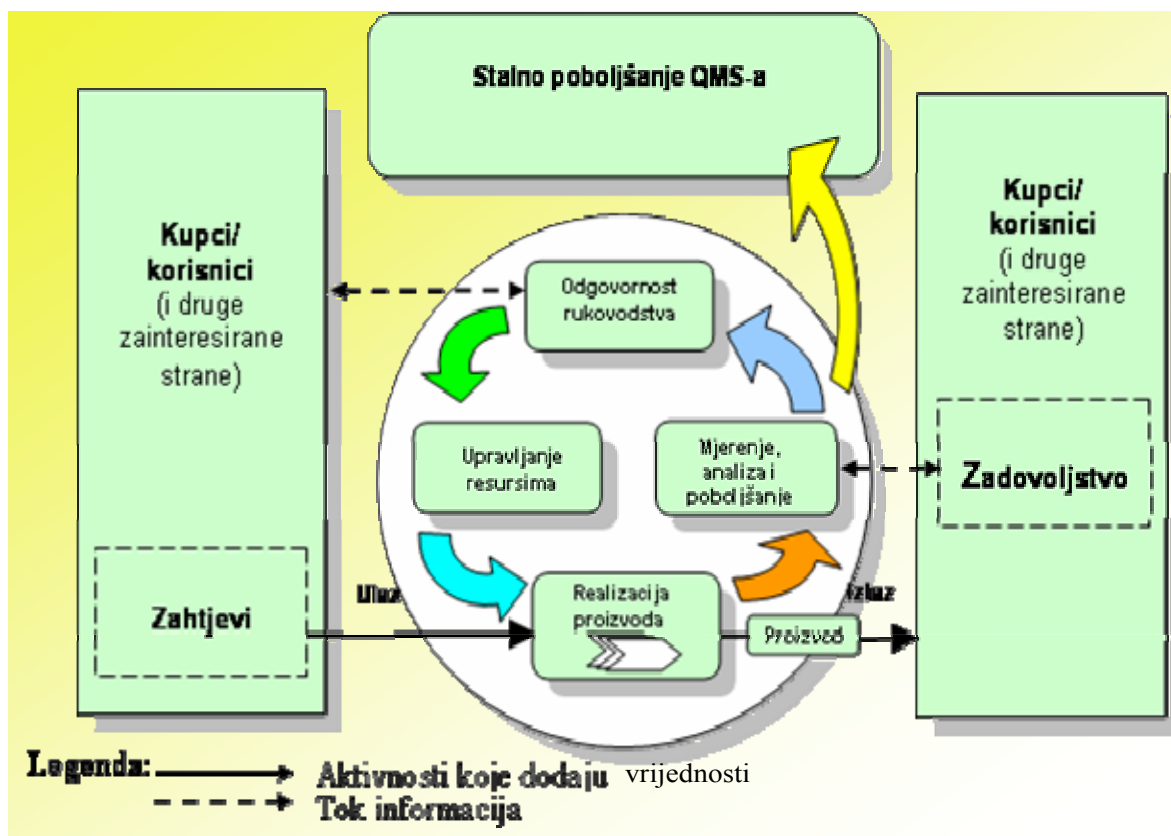 Stalno poboljšanje QMS-a
Kupci/
korisnici
(i druge
zainteresirane
strane)
Zahtjevi
Odgovornost
rukovodstva
Upravljanje
resursima
Mjerenje,
analiza i
poboljšanje
Ulaz
Realizacija
proizvoda
Izlaz
Proizvod
Kupci/
korisnici
(i druge
zainteresirane
strane)
Zadovoljstvo
Legenda:
Aktivnosti koje dodaju vrijednosti
Tok informacija